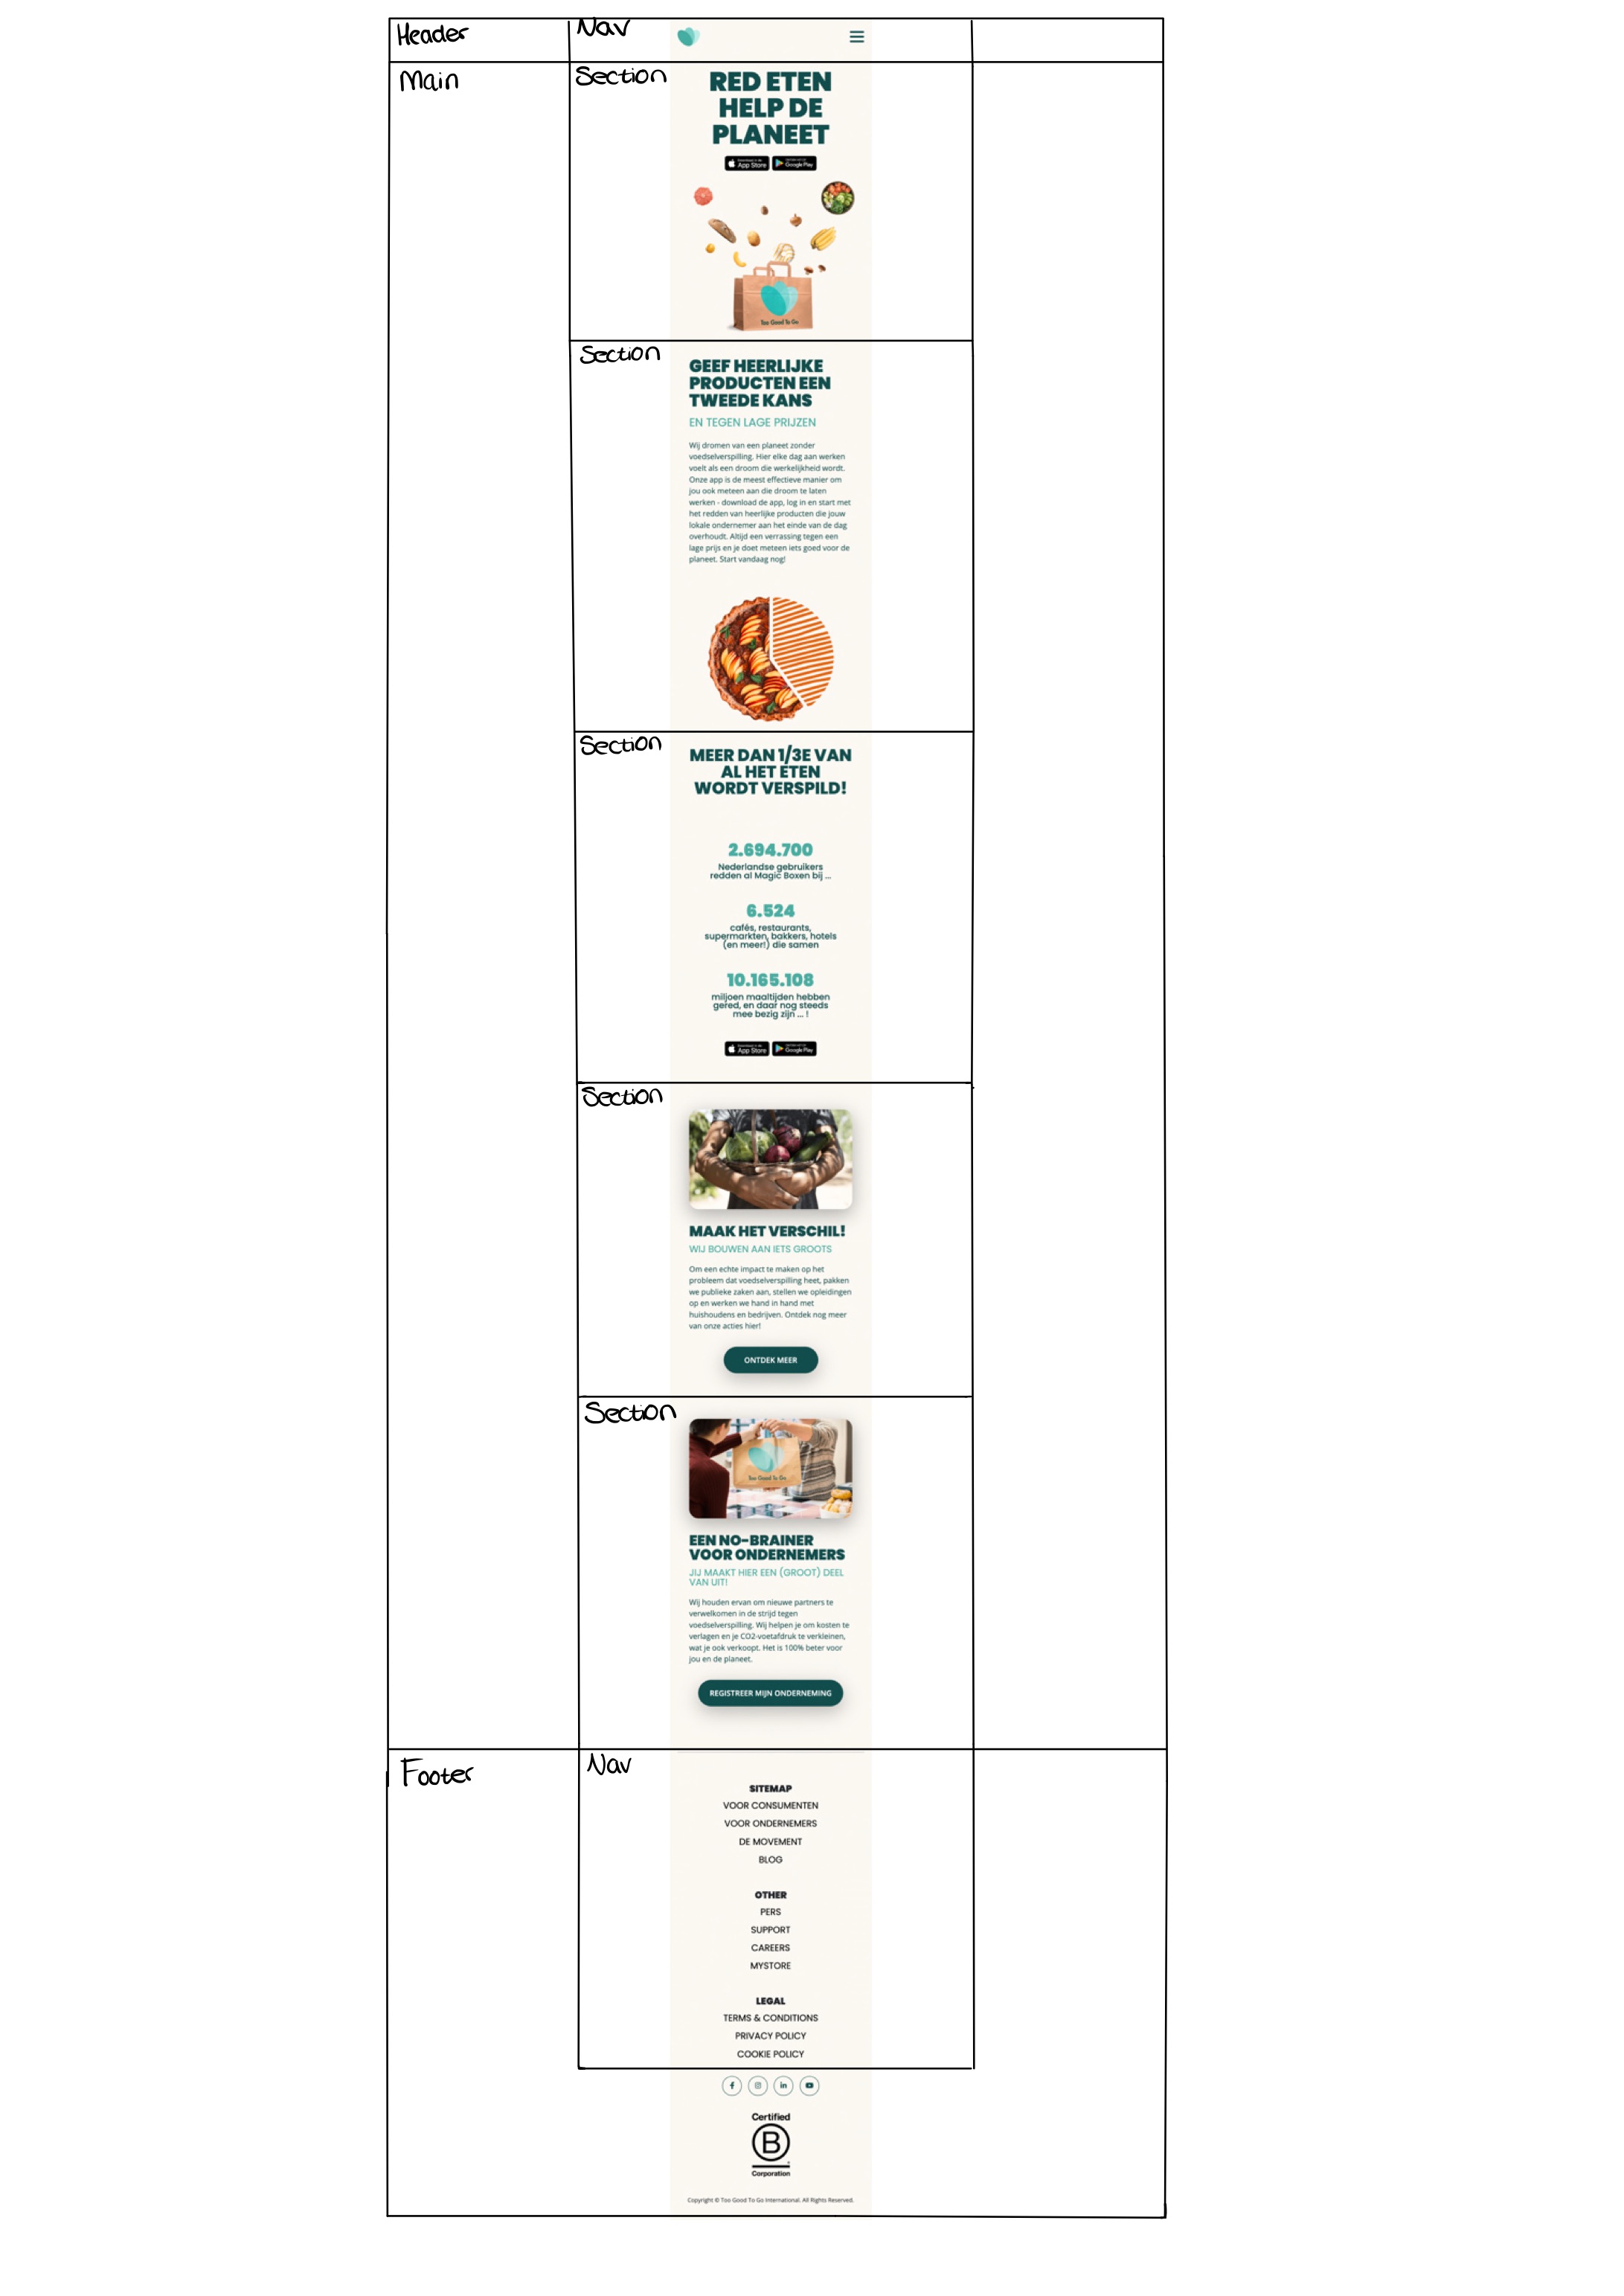 Header
Nav
Main
Section
RED ETEN
HELP DE
PLANEET
App Store
Google Play
Too Good To Go
Section
GEEF HEERLIJKE
PRODUCTEN EEN
TWEEDE KANS
EN TEGEN LAGE PRIJZEN
Wij dromen van een planeet zonder
voedselverspilling. Hier elke dag aan werken
voelt als een droom die werkelijkheid wordt.
Onze app is de meest effectieve manier om
jou ook meteen aan die droom te laten
werken - download de app, log in en start met
het redden van heerlijke producten die jouw
lokale ondernemer aan het einde van de dag
overhoudt. Altijd een verrassing tegen een
lage prijs en je doet meteen iets goed voor de
planeet. Start vandaag nog!
Section
MEER DAN 1/3E VAN
AL HET ETEN
WORDT VERSPILD!
2.694.700
Nederlandse gebruikers
redden al Magic Boxen bij ...
6.524
cafés, restaurants,
supermarkten, bakkers, hotels
(en meer!) die samen
10.165.108
miljoen maaltijden hebben
gered, en daar nog steeds
mee bezig zijn ... !
App Store
Google Play
Section
MAAK HET VERSCHIL!
WIJ BOUWEN AAN IETS GROOTS
Om een echte impact te maken op het
probleem dat voedselverspilling heet, pakken
we publieke zaken aan, stellen we opleidingen
op en werken we hand in hand met
huishoudens en bedrijven. Ontdek nog meer
van onze acties hier!
ONTDEK MEER
Section
Too Good To Go
EEN NO-BRAINER
VOOR ONDERNEMERS
JIJ MAAKT HIER EEN (GROOT) DEEL
VAN UIT!
Wij houden ervan om nieuwe partners te
verwelkomen in de strijd tegen
voedselverspilling. Wij helpen je om kosten te
verlagen en je CO2-voetafdruk te verkleinen,
wat je ook verkoopt. Het is 100% beter voor
jou en de planeet.
REGISTREER MIJN ONDERNEMING
Footer
Nav
SITEMAP
VOOR CONSUMENTEN
VOOR ONDERNEMERS
DE MOVEMENT
BLOG
OTHER
PERS
SUPPORT
CAREERS
MYSTORE
LEGAL
TERMS & CONDITIONS
PRIVACY POLICY
COOKIE POLICY
Certified
B
Corporation
Copyright © Too Good To Go International. All Rights Reserved.